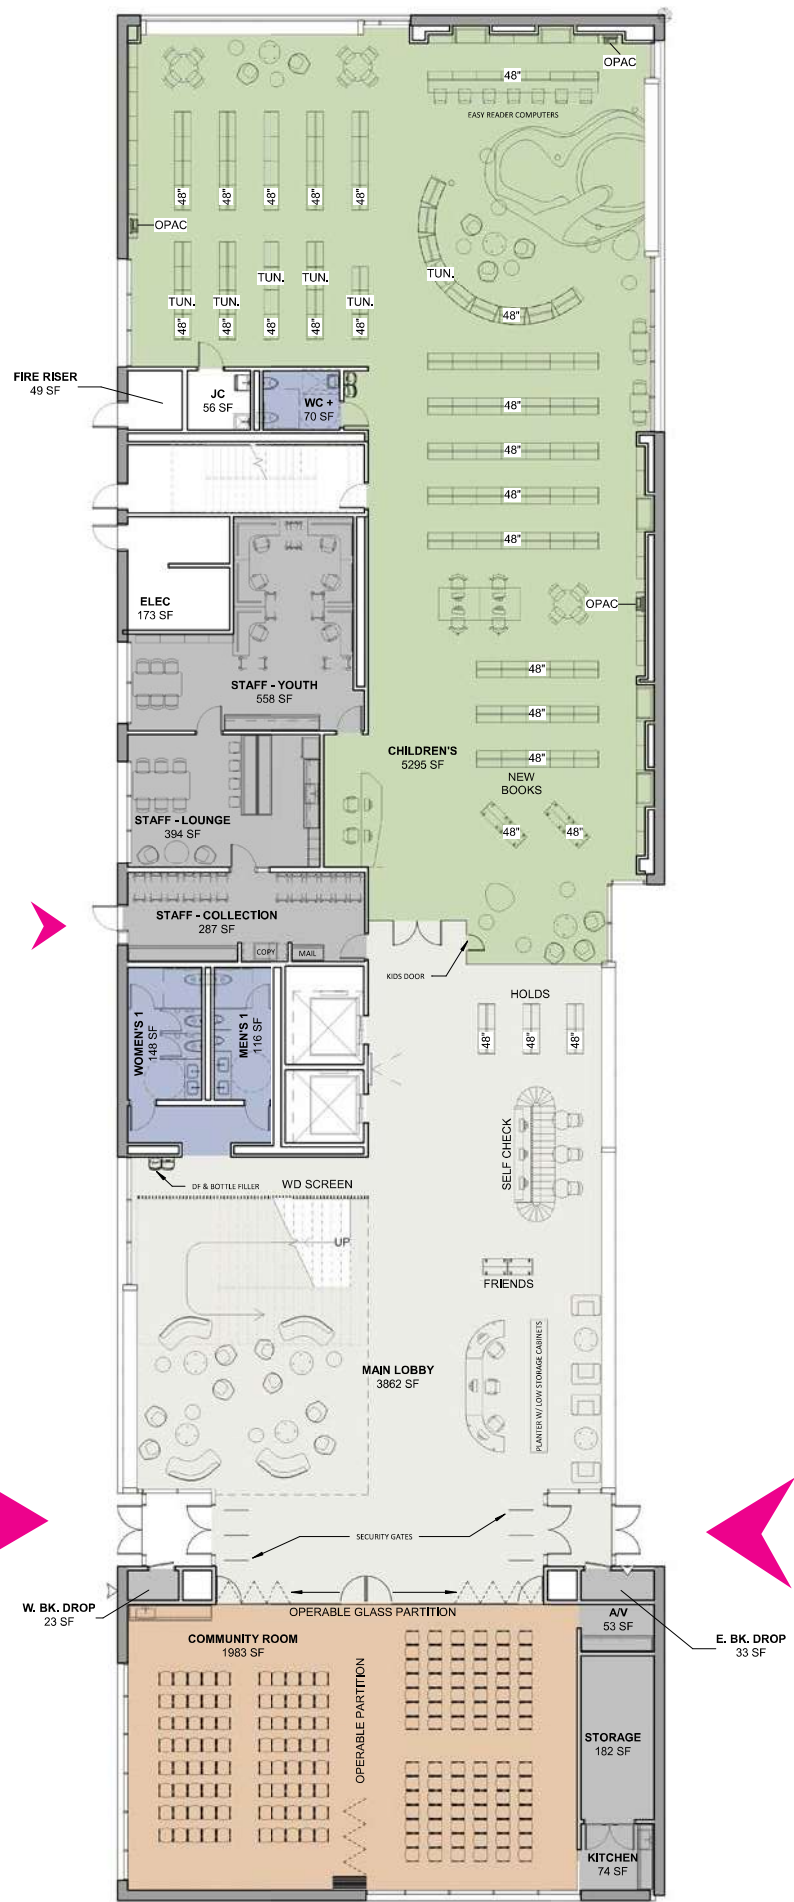 OPAC
48"
EASY READER COMPUTERS
48" 48" 48" 48" 48"
OPAC
TUN. TUN. TUN. TUN. TUN.
48" 48" 48" 48" 48"
TUN.
48"
FIRE RISER
49 SF
JC
56 SF
WC +
70 SF
48"
48"
48"
48"
ELEC
173 SF
OPAC
STAFF - YOUTH
558 SF
48"
48"
48"
CHILDREN'S
5295 SF
NEW
BOOKS
48" 48"
STAFF - LOUNGE
394 SF
STAFF - COLLECTION
287 SF
COPY
MAIL
KIDS DOOR
WOMEN'S 1
148 SF
MEN'S 1
116 SF
HOLDS
48" 48" 48"
SELF CHECK
DF & BOTTLE FILLER
WD SCREEN
UP
FRIENDS
MAIN LOBBY
3862 SF
PLANTER W/ LOW STORAGE CABINETS
SECURITY GATES
W. BK. DROP
23 SF
OPERABLE GLASS PARTITION
A/V
53 SF
E. BK. DROP
33 SF
COMMUNITY ROOM
1983 SF
OPERABLE PARTITION
STORAGE
182 SF
KITCHEN
74 SF